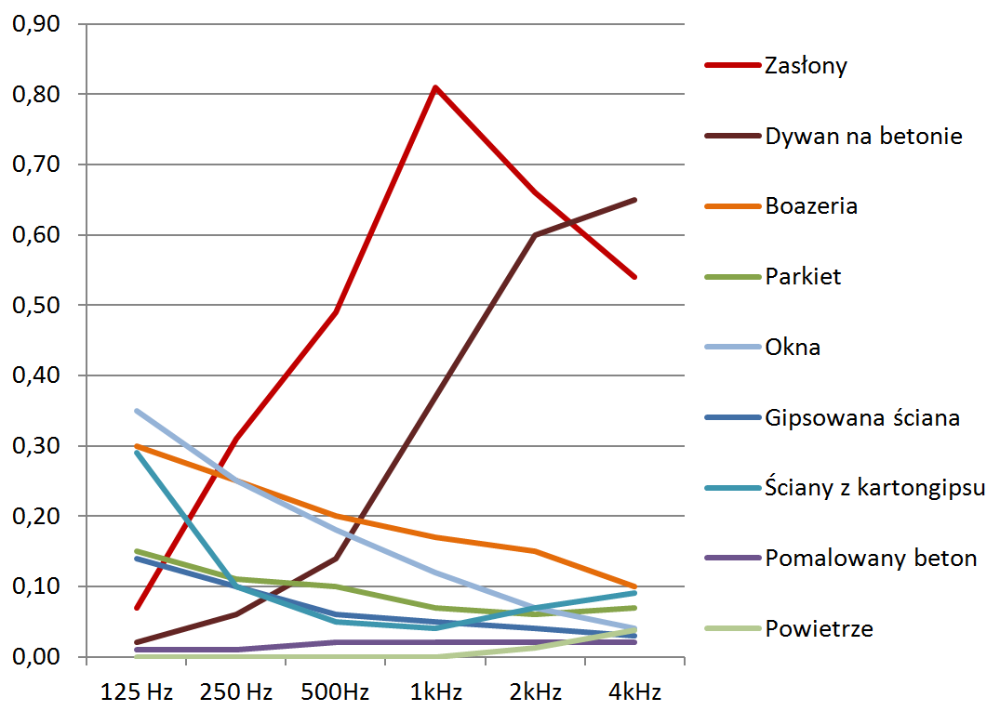 0,90
0,80
0,70
0,60
0,50
0,40
0,30
0,20
0,10
0,00
125 Hz 250 Hz 500Hz 1kHz 2kHz 4kHz
Zasłony
Dywan na betonie
Boazeria
Parkiet
Okna
Gipsowana ściana
Ściany z kartongipsu
Pomalowany beton
Powietrze